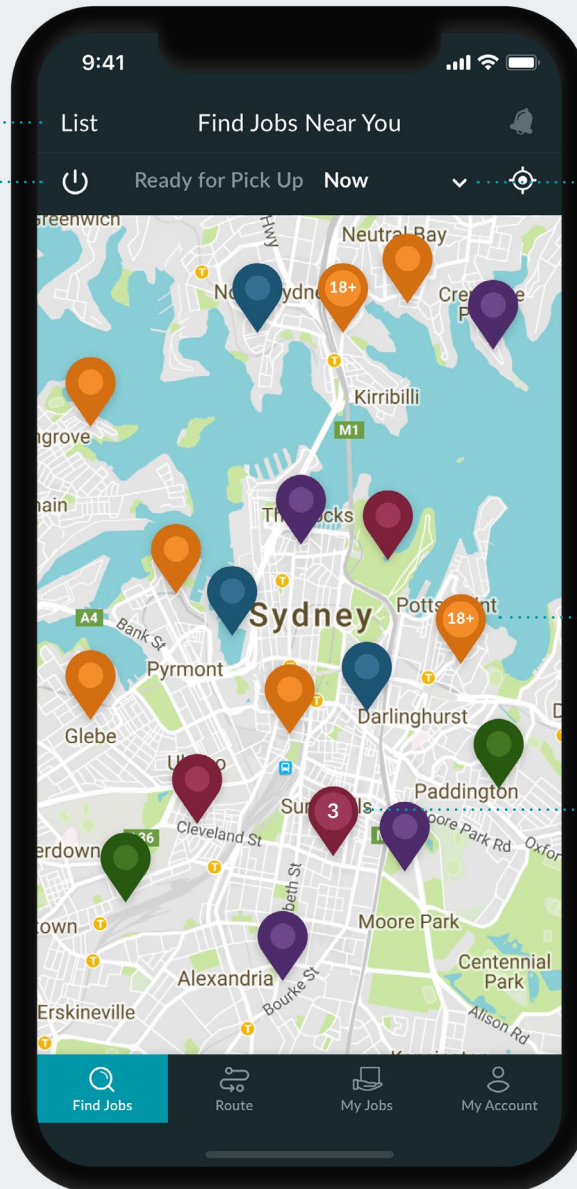 9:41
List
Find Jobs Near You
Ready for Pick Up Now
Greenwich
Hwy
Neutral Bay
18+
Kirribilli
M1
A4
Bank St
Sydney
18+
Pyrmont
Glebe
Darlinghurst
Paddington
3
Cleveland St
Moore Park Rd
Moore Park
Centennial
Park
Alexandria
Bourke St
Erskineville
Alison Rd
Find Jobs
Route
My Jobs
My Account